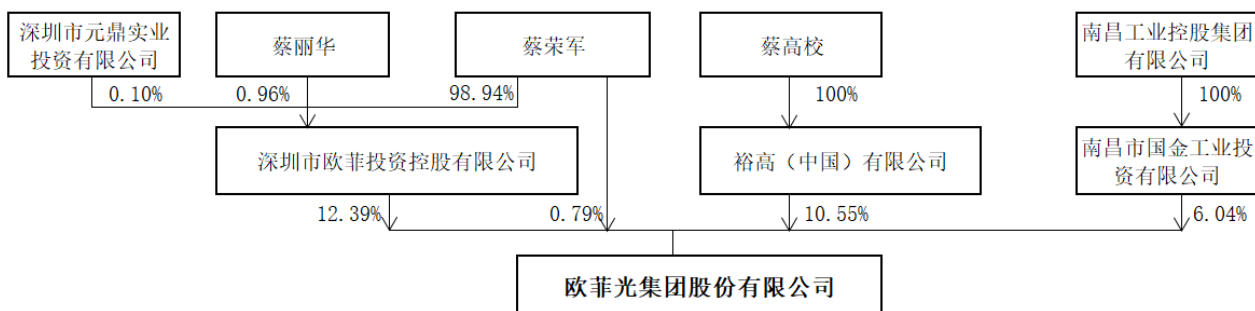 深圳市元鼎实业
投资有限公司
蔡丽华
蔡荣军
蔡高校
南昌工业控股集团
有限公司
0.10%
0.96%
98.94%
100%
100%
深圳市欧菲投资控股有限公司
裕高（中国）有限公司
南昌市国金工业投
资有限公司
12.39%
0.79%
10.55%
6.04%
欧菲光集团股份有限公司